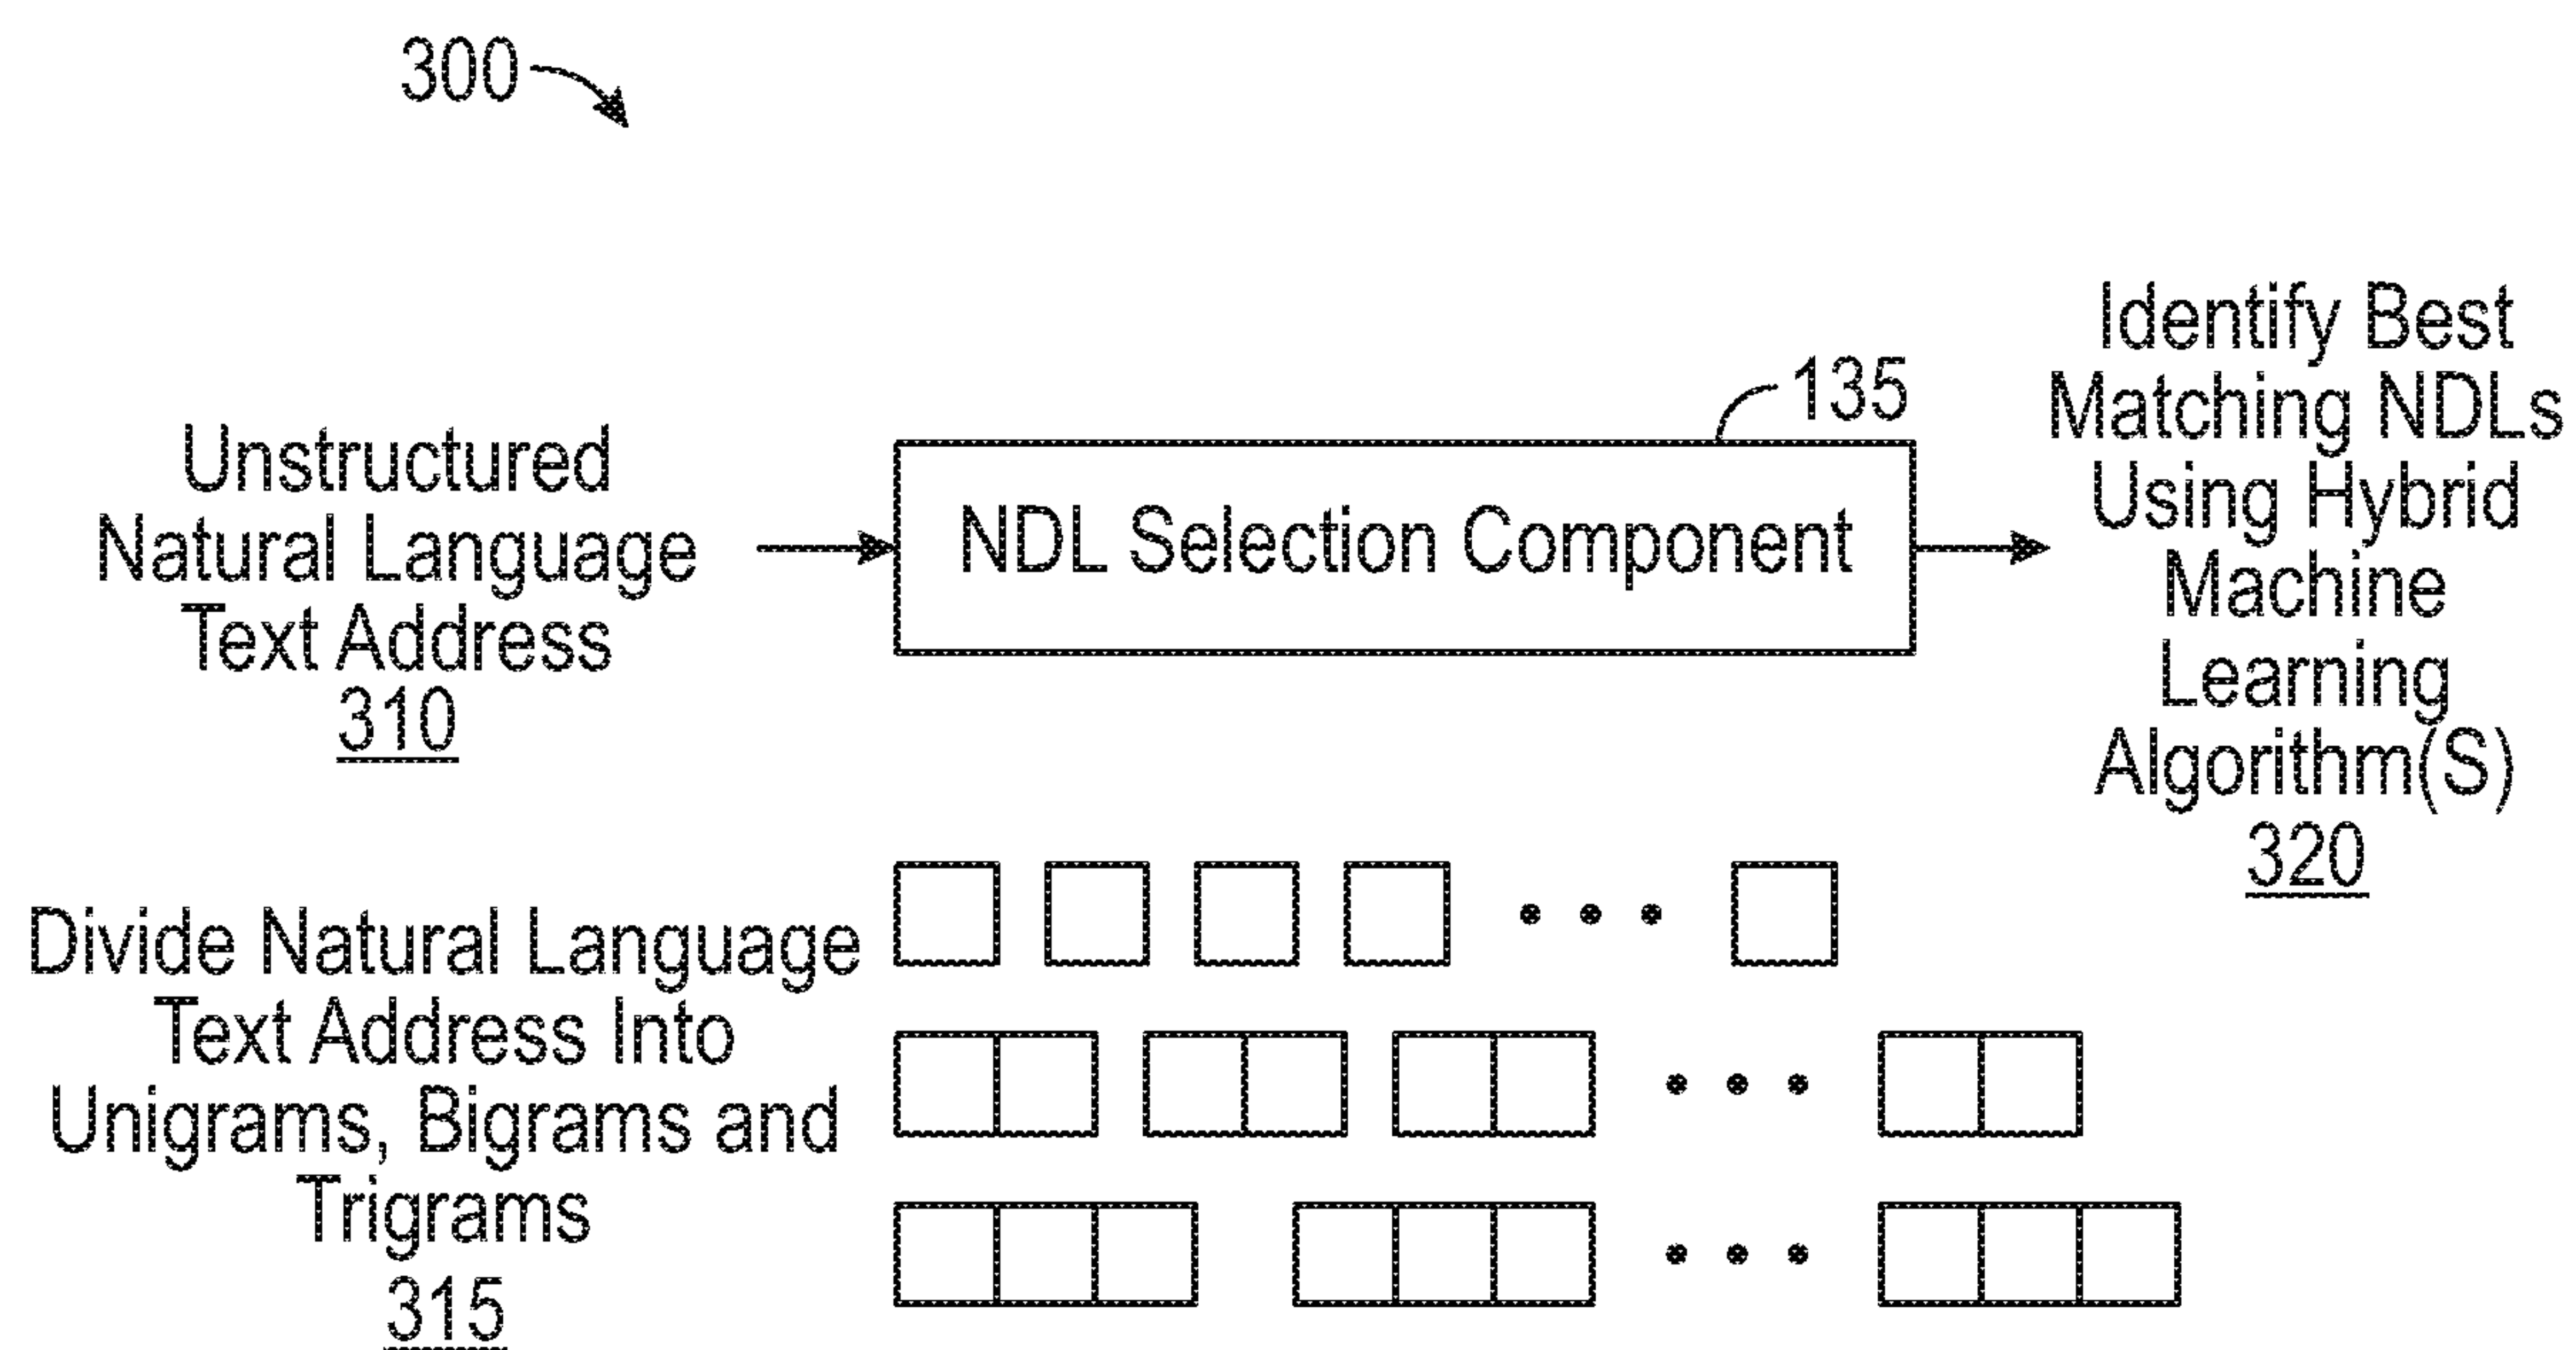 300
Unstructured
Natural Language
Text Address
310
135
NDL Selection Component
Identify Best
Matching NDLs
Using Hybrid
Machine
Learning
Algorithm(S)
320
Divide Natural Language
Text Address Into
Unigrams, Bigrams and
Trigrams
315